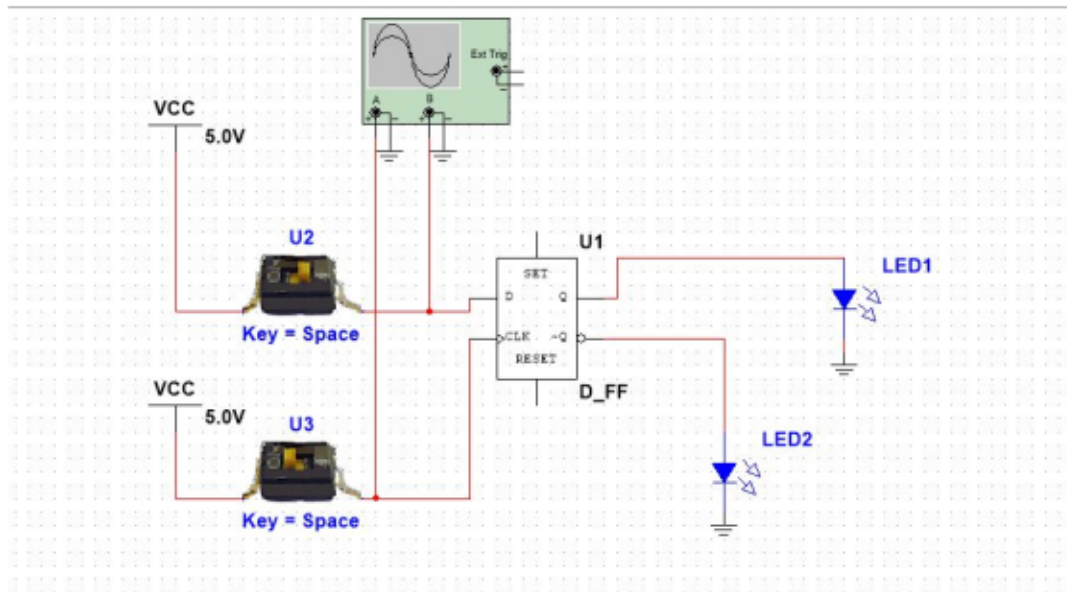 Ext Trig
A
B
VCC
5.0V
U2
Key = Space
U1
SET
D
Q
CLK
~Q
RESET
D_FF
LED1
VCC
5.0V
U3
Key = Space
LED2